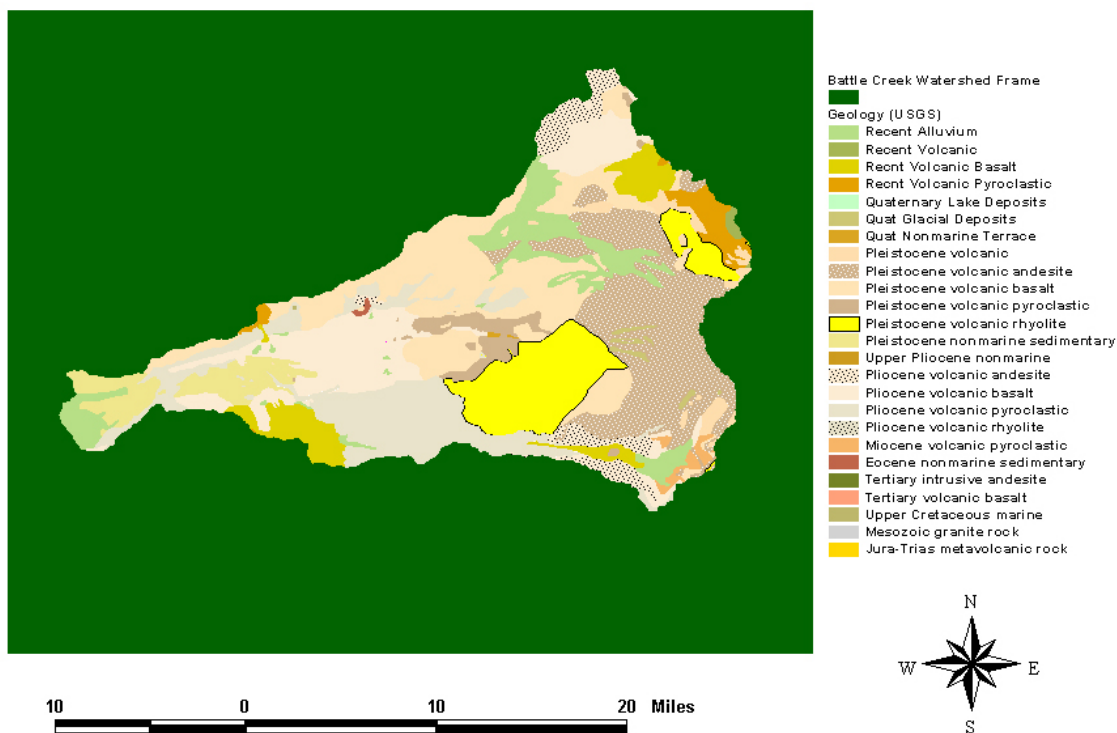 Battle Creek Watershed Frame
Geology (USGS)
Recent Alluvium
Recent Volcanic
Recnt Volcanic Basalt
Recnt Volcanic Pyroclastic
Quaternary Lake Deposits
Quat Glacial Deposits
Quat Nonmarine Terrace
Pleistocene volcanic
Pleistocene volcanic andesite
Pleistocene volcanic basalt
Pleistocene volcanic pyroclastic
Pleistocene volcanic rhyolite
Pleistocene nonmarine sedimentary
Upper Pliocene nonmarine
Pliocene volcanic andesite
Pliocene volcanic basalt
Pliocene volcanic pyroclastic
Pliocene volcanic rhyolite
Miocene volcanic pyroclastic
Eocene nonmarine sedimentary
Tertiary intrusive andesite
Tertiary volcanic basalt
Upper Cretaceous marine
Mesozoic granite rock
Jura-Trias metavolcanic rock
N
W E
S
10 0 10 20 Miles